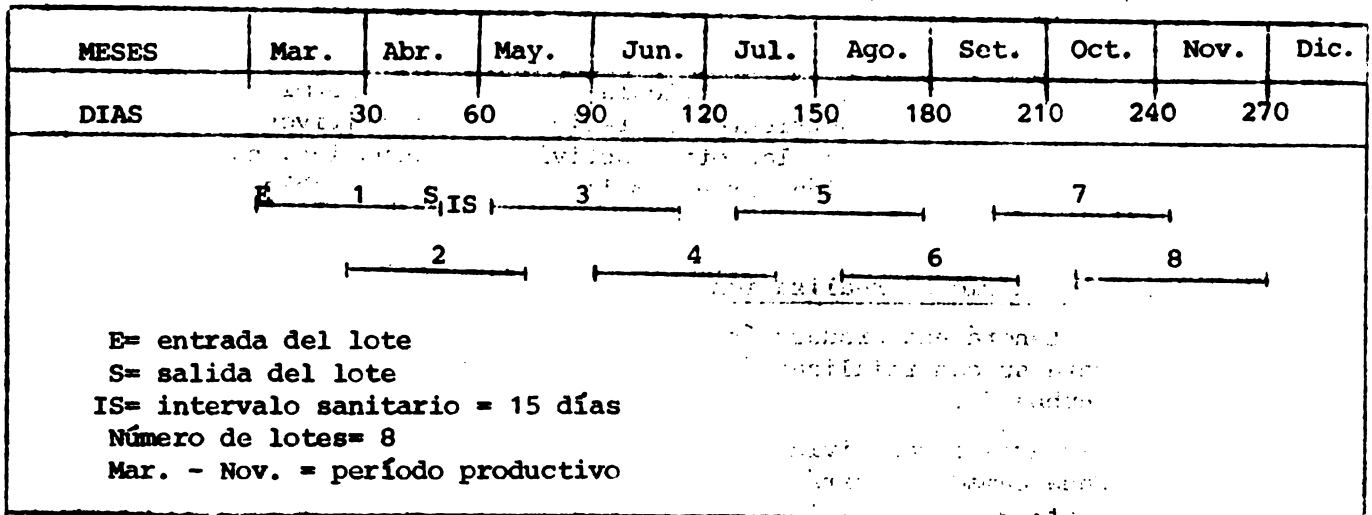 MESES Mar. Abr. May. Jun. Jul. Ago. Set. Oct. Nov. Dic.
DIAS 30 60 90 120 150 180 210 240 270
E 1 S IS 3 5 7
2 4 6 8
E= entrada del lote
S= salida del lote
IS= intervalo sanitario = 15 días
Número de lotes= 8
Mar. - Nov. = período productivo